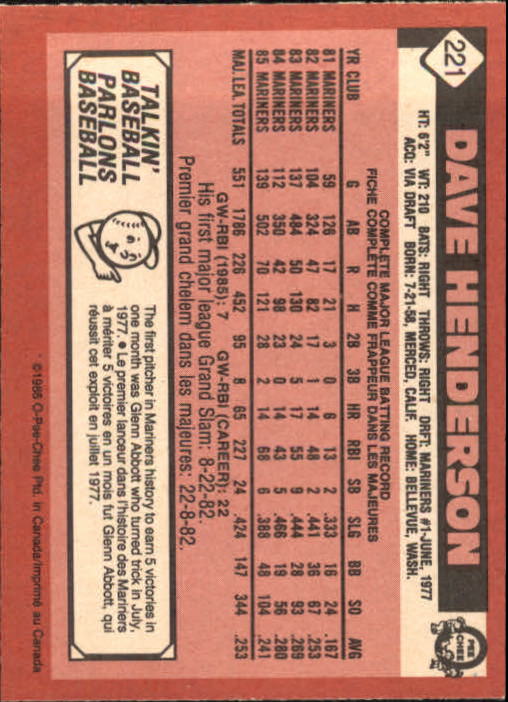 221
DAVE HENDERSON
O PEE CHEE
HT: 6'2" WT: 210 BATS: RIGHT THROWS: RIGHT DRFT: MARINERS #1-JUNE, 1977
ACQ: VIA DRAFT BORN: 7-21-58, MERCED, CALIF. HOME: BELLEVUE, WASH.
COMPLETE MAJOR LEAGUE BATTING RECORD
FICHE COMPLÈTE COMME FRAPPEUR DANS LES MAJEURES
YR CLUB G AB R H 2B 3B HR RBI SB SLG BB SO AVG
81 MARINERS 59 126 17 21 3 0 6 13 2 .333 16 24 .167
82 MARINERS 104 324 47 82 17 1 14 48 2 .441 36 67 .253
83 MARINERS 137 484 50 130 24 5 17 55 9 .444 28 93 .269
84 MARINERS 112 350 42 98 23 0 14 43 5 .466 19 56 .280
85 MARINERS 139 502 70 121 28 2 14 68 6 .388 48 104 .241
MAJ. LEA. TOTALS 551 1786 226 452 95 8 65 227 24 .424 147 344 .253
GW-RBI (1985): 7 GW-RBI (CAREER): 22
His first major league Grand Slam: 8-22-82.
Premier grand chelem dans les majeures: 22-8-82.
TALKIN'
BASEBALL
PARLONS
BASEBALL
The first pitcher in Mariners history to earn 5 victories in
one month was Glenn Abbott who turned trick in July,
1977. • Le premier lanceur dans l'histoire des Mariners
à mériter 5 victoires en un mois fut Glenn Abbott, qui
réussit cet exploit en juillet 1977.
©1986 O-Pee-Chee Ptd. in Canada/Imprimé au Canada